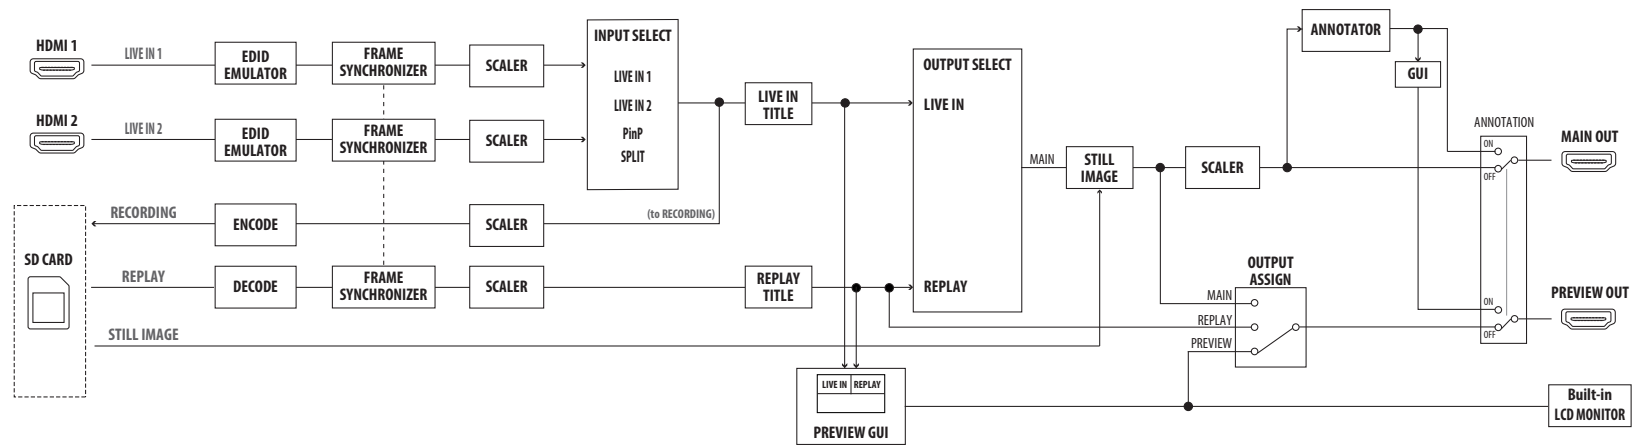 HDMI 1
LIVE IN 1
EDID
EMULATOR
FRAME
SYNCHRONIZER
SCALER
INPUT SELECT
LIVE IN 1
LIVE IN 2
PinP
SPLIT
HDMI 2
LIVE IN 2
EDID
EMULATOR
FRAME
SYNCHRONIZER
SCALER
LIVE IN
TITLE
OUTPUT SELECT
LIVE IN
REPLAY
MAIN
STILL
IMAGE
SCALER
ANNOTATOR
GUI
ANNOTATION
ON
OFF
MAIN OUT
SD CARD
RECORDING
ENCODE
SCALER
(to RECORDING)
REPLAY
DECODE
FRAME
SYNCHRONIZER
SCALER
REPLAY
TITLE
STILL IMAGE
OUTPUT
ASSIGN
MAIN
REPLAY
PREVIEW
ON
OFF
PREVIEW OUT
LIVE IN
REPLAY
PREVIEW GUI
Built-in
LCD MONITOR